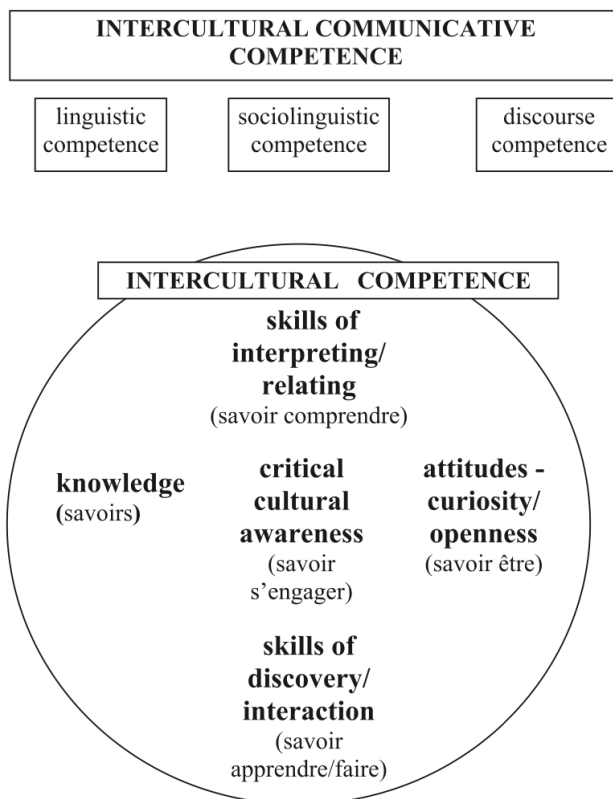 INTERCULTURAL COMMUNICATIVE
COMPETENCE
linguistic
competence
sociolinguistic
competence
discourse
competence
INTERCULTURAL COMPETENCE
skills of
interpreting/
relating
(savoir comprendre)
knowledge
(savoirs)
critical
cultural
awareness
(savoir
s’engager)
attitudes -
curiosity/
openness
(savoir être)
skills of
discovery/
interaction
(savoir
apprendre/faire)